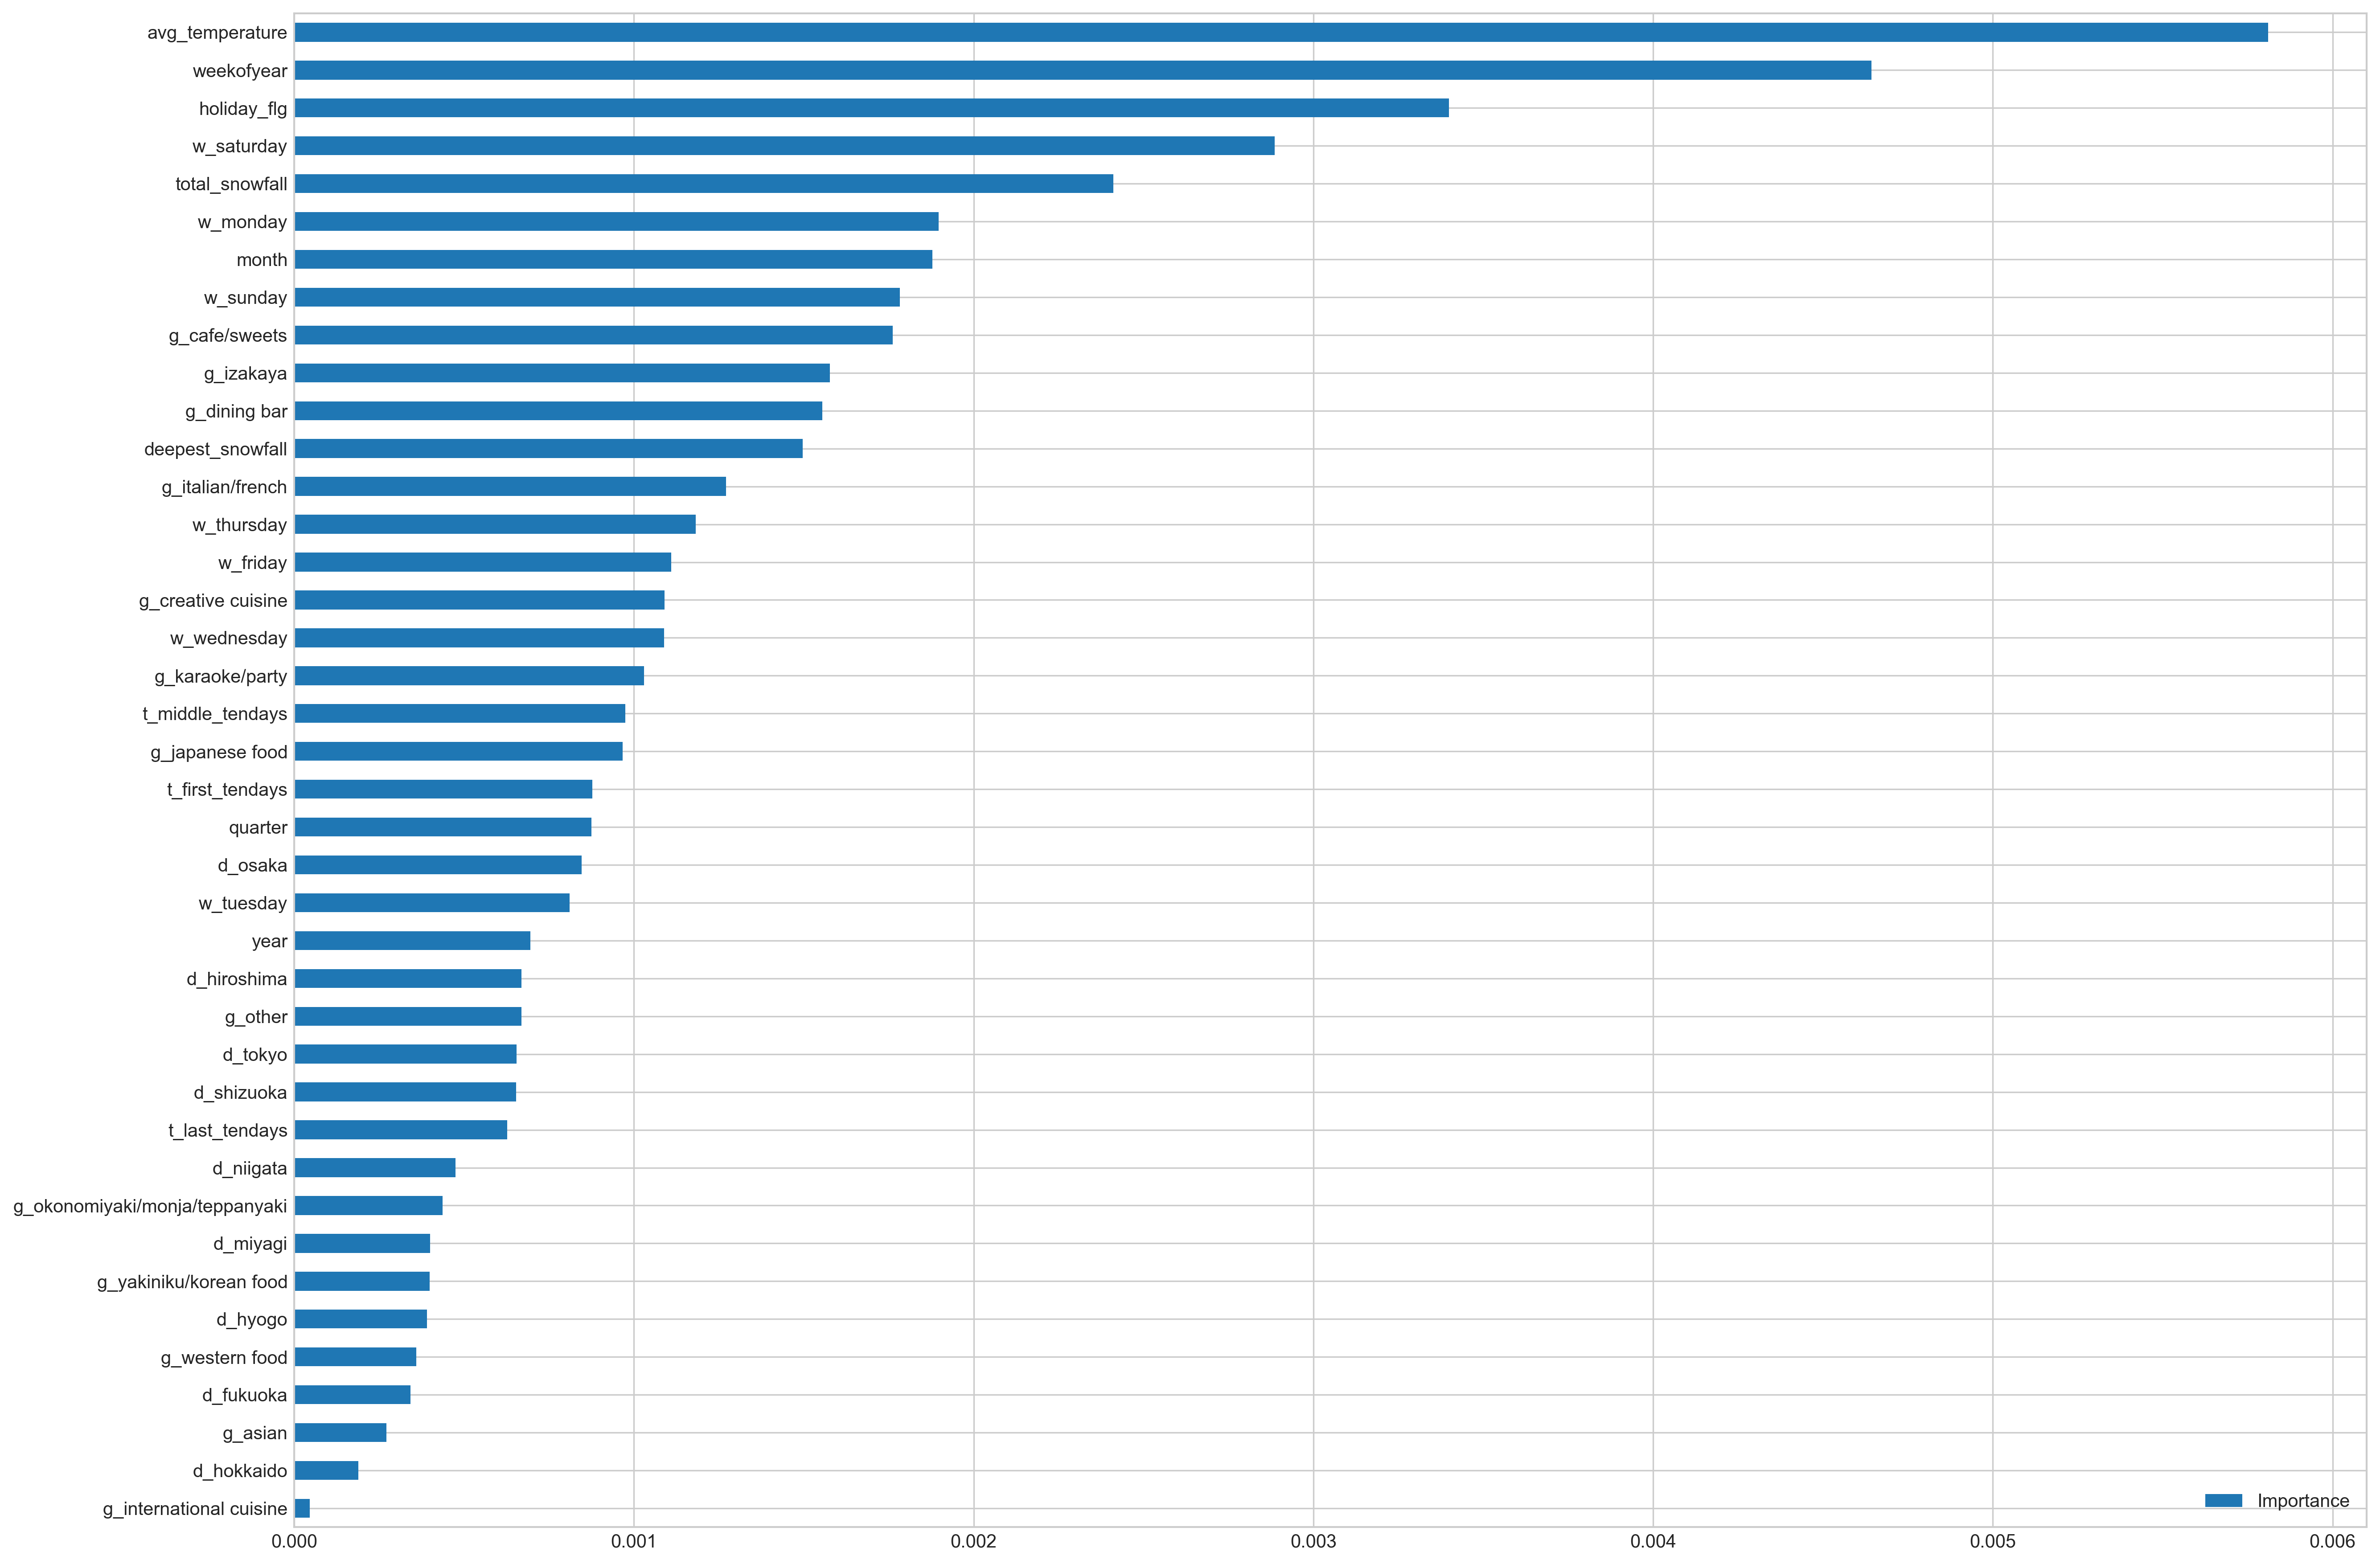 avg_temperature
weekofyear
holiday_flg
w_saturday
total_snowfall
w_monday
month
w_sunday
g_cafe/sweets
g_izakaya
g_dining bar
deepest_snowfall
g_italian/french
w_thursday
w_friday
g_creative cuisine
w_wednesday
g_karaoke/party
t_middle_tendays
g_japanese food
t_first_tendays
quarter
d_osaka
w_tuesday
year
d_hiroshima
g_other
d_tokyo
d_shizuoka
t_last_tendays
d_niigata
g_okonomiyaki/monja/teppanyaki
d_miyagi
g_yakiniku/korean food
d_hyogo
g_western food
d_fukuoka
g_asian
d_hokkaido
g_international cuisine
Importance
0.000 0.001 0.002 0.003 0.004 0.005 0.006